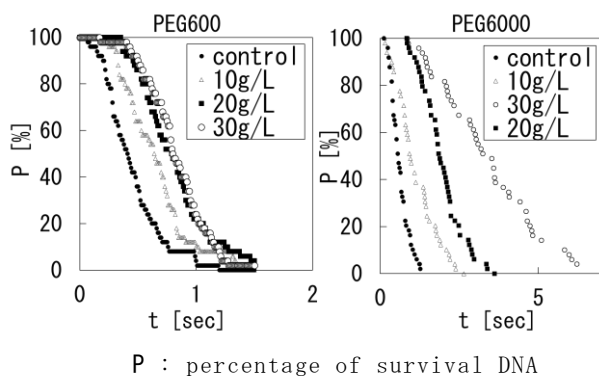 PEG600
100
80
60
40
20
0
P [%]
0
1
2
t [sec]
control
10g/L
20g/L
30g/L
PEG6000
100
80
60
40
20
0
P [%]
0
5
t [sec]
control
10g/L
30g/L
20g/L
P : percentage of survival DNA